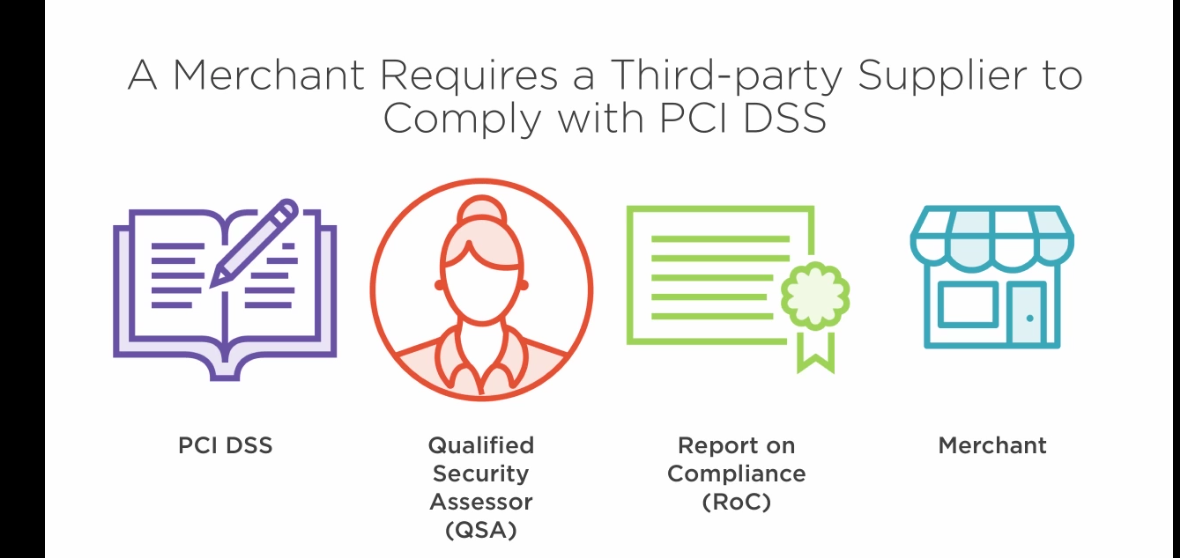 A Merchant Requires a Third-party Supplier to
Comply with PCI DSS
PCI DSS
Qualified
Security
Assessor
(QSA)
Report on
Compliance
(RoC)
Merchant